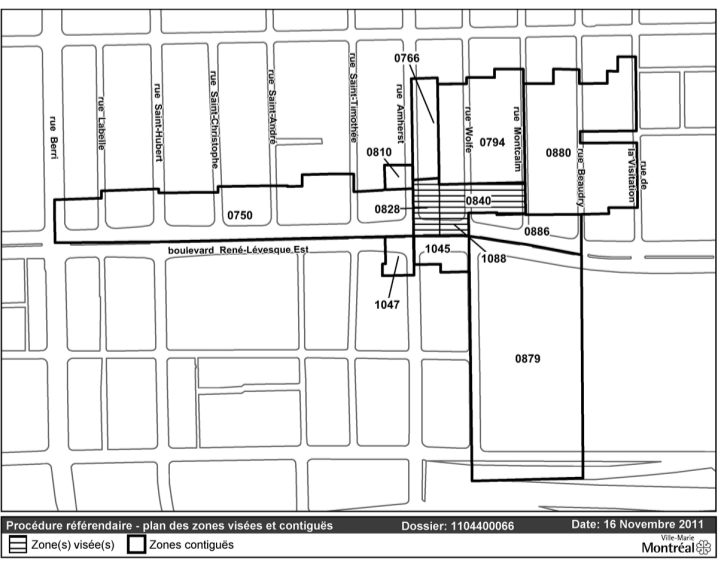 0766
rue Berri
rue Labelle
rue Saint-Hubert
rue Saint-Christophe
rue Saint-André
rue Saint-Timothée
rue Amherst
rue Wolfe
rue Montcalm
rue Beaudry
rue de
la Visitation
0794
0880
0810
0840
0828
0750
0886
boulevard René-Lévesque Est
1045
1088
1047
0879
Procédure référendaire - plan des zones visées et contiguës
Dossier: 1104400066
Date: 16 Novembre 2011
Zone(s) visée(s)
Zones contiguës
Ville-Marie
Montréal